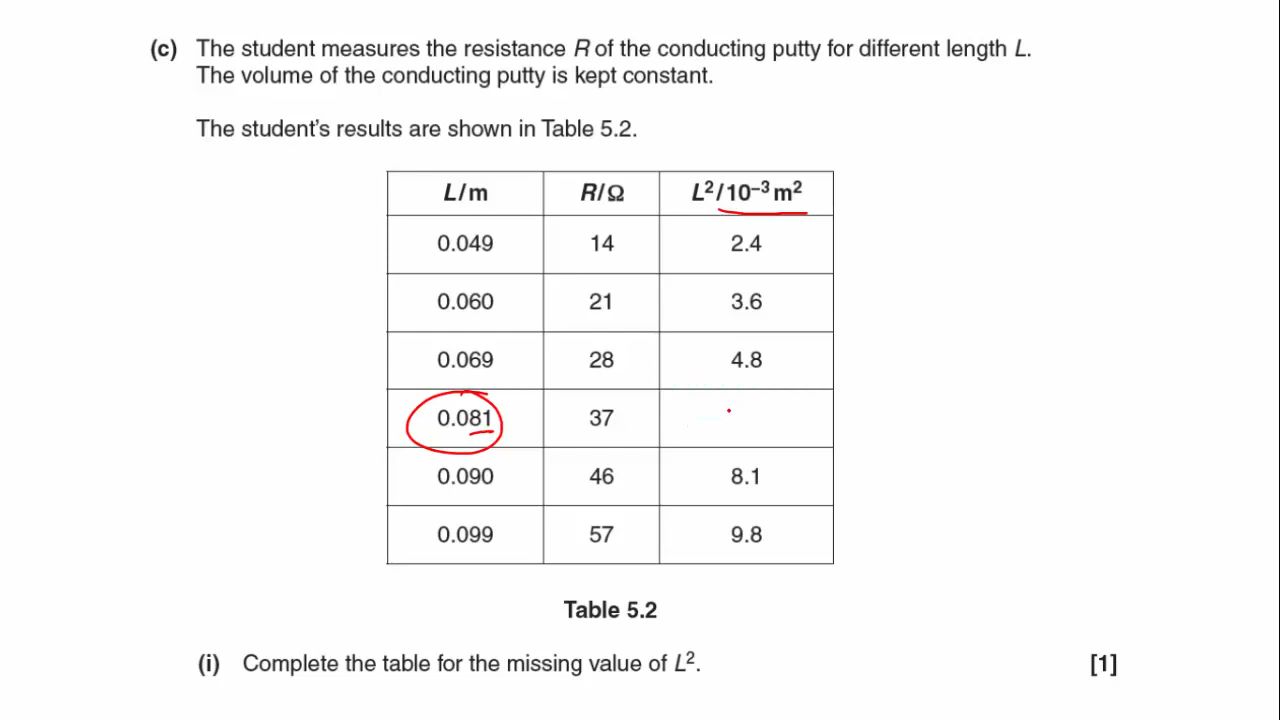 (c) The student measures the resistance R of the conducting putty for different length L.
The volume of the conducting putty is kept constant.
The student's results are shown in Table 5.2.
L/m R/Ω L²/10⁻³ m²
0.049 14 2.4
0.060 21 3.6
0.069 28 4.8
0.081 37
0.090 46 8.1
0.099 57 9.8
Table 5.2
(i) Complete the table for the missing value of L². [1]